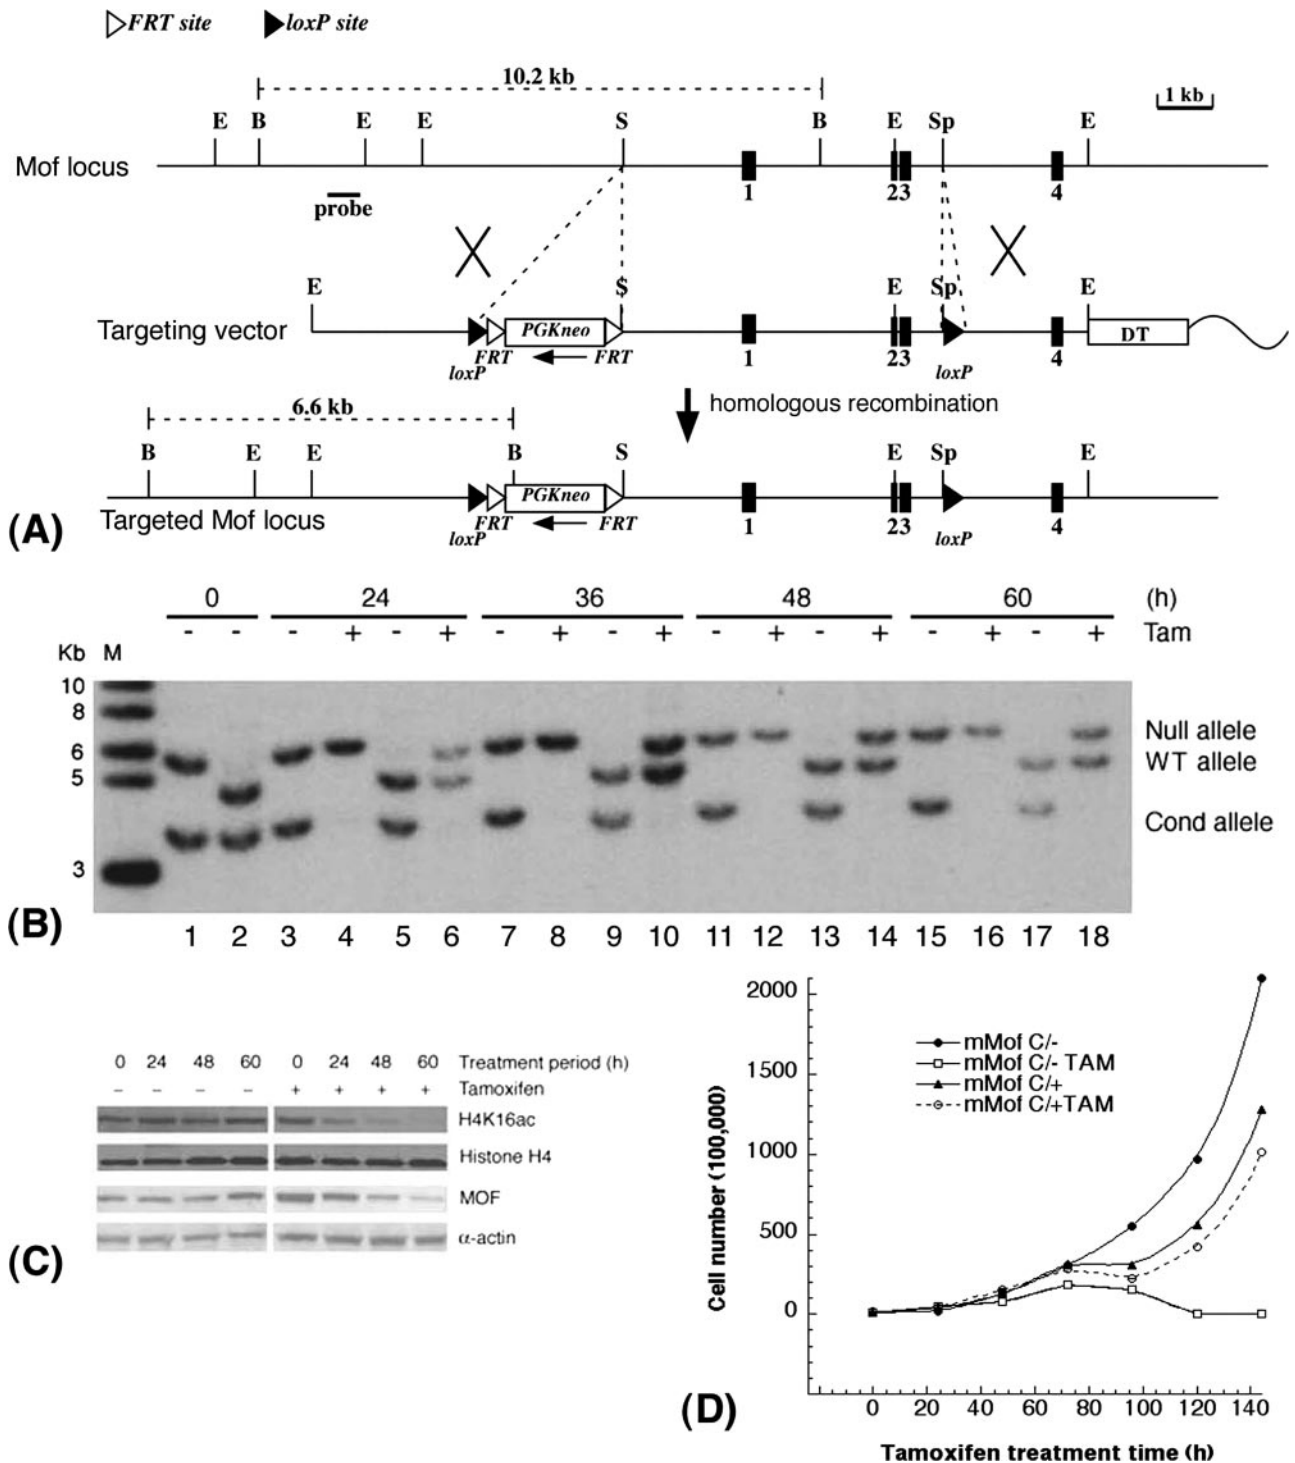 FRT site loxP site
10.2 kb
1 kb
E B E E S B E Sp E
Mof locus
probe
1 2 3 4
E S E Sp E
Targeting vector
PGKneo
DT
FRT FRT
loxP
1 2 3 4
loxP
homologous recombination
6.6 kb
B E E B S E Sp E
PGKneo
(A)
Targeted Mof locus
FRT FRT
loxP
1 2 3 4
loxP
0 24 36 48 60 (h)
- - - + - + - + - + - + - + - + - + Tam
Kb M
10
8
6
5
3
Null allele
WT allele
Cond allele
(B)
1 2 3 4 5 6 7 8 9 10 11 12 13 14 15 16 17 18
0 24 48 60 0 24 48 60 Treatment period (h)
– – – – + + + + Tamoxifen
H4K16ac
Histone H4
MOF
α-actin
(C)
2000
1500
1000
500
0
Cell number (100,000)
mMof C/-
mMof C/- TAM
mMof C/+
mMof C/+TAM
0 20 40 60 80 100 120 140
Tamoxifen treatment time (h)
(D)